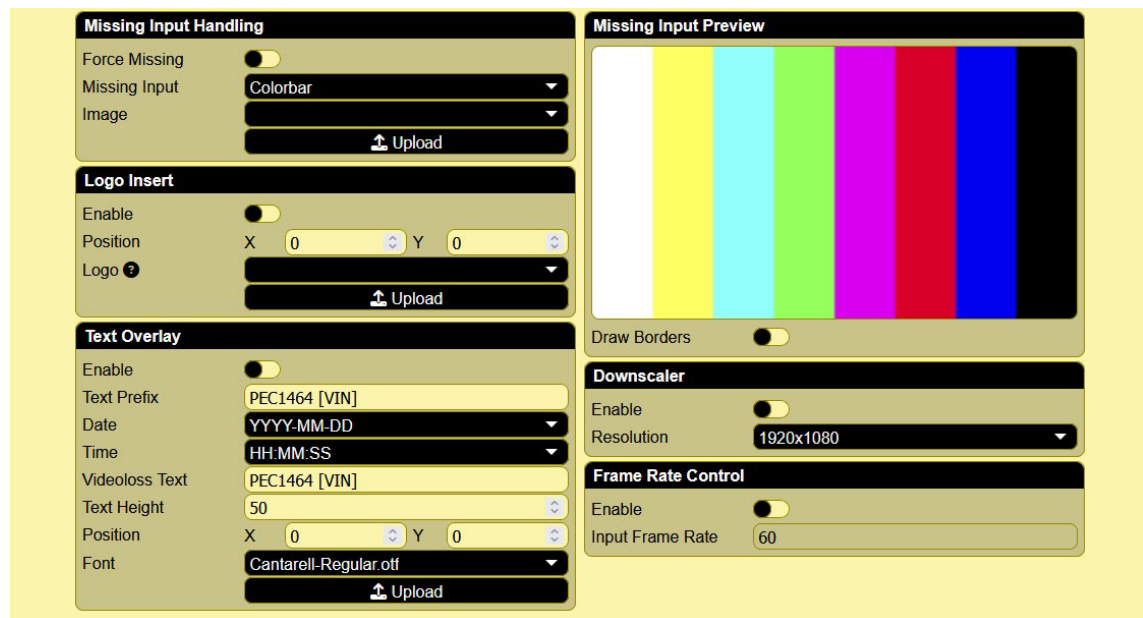 Missing Input Handling
Force Missing
Missing Input Colorbar
Image
Upload
Logo Insert
Enable
Position X 0 Y 0
Logo ?
Upload
Text Overlay
Enable
Text Prefix PEC1464 [VIN]
Date YYYY-MM-DD
Time HH:MM:SS
Videoloss Text PEC1464 [VIN]
Text Height 50
Position X 0 Y 0
Font Cantarell-Regular.otf
Upload
Missing Input Preview
Draw Borders
Downscaler
Enable
Resolution 1920x1080
Frame Rate Control
Enable
Input Frame Rate 60